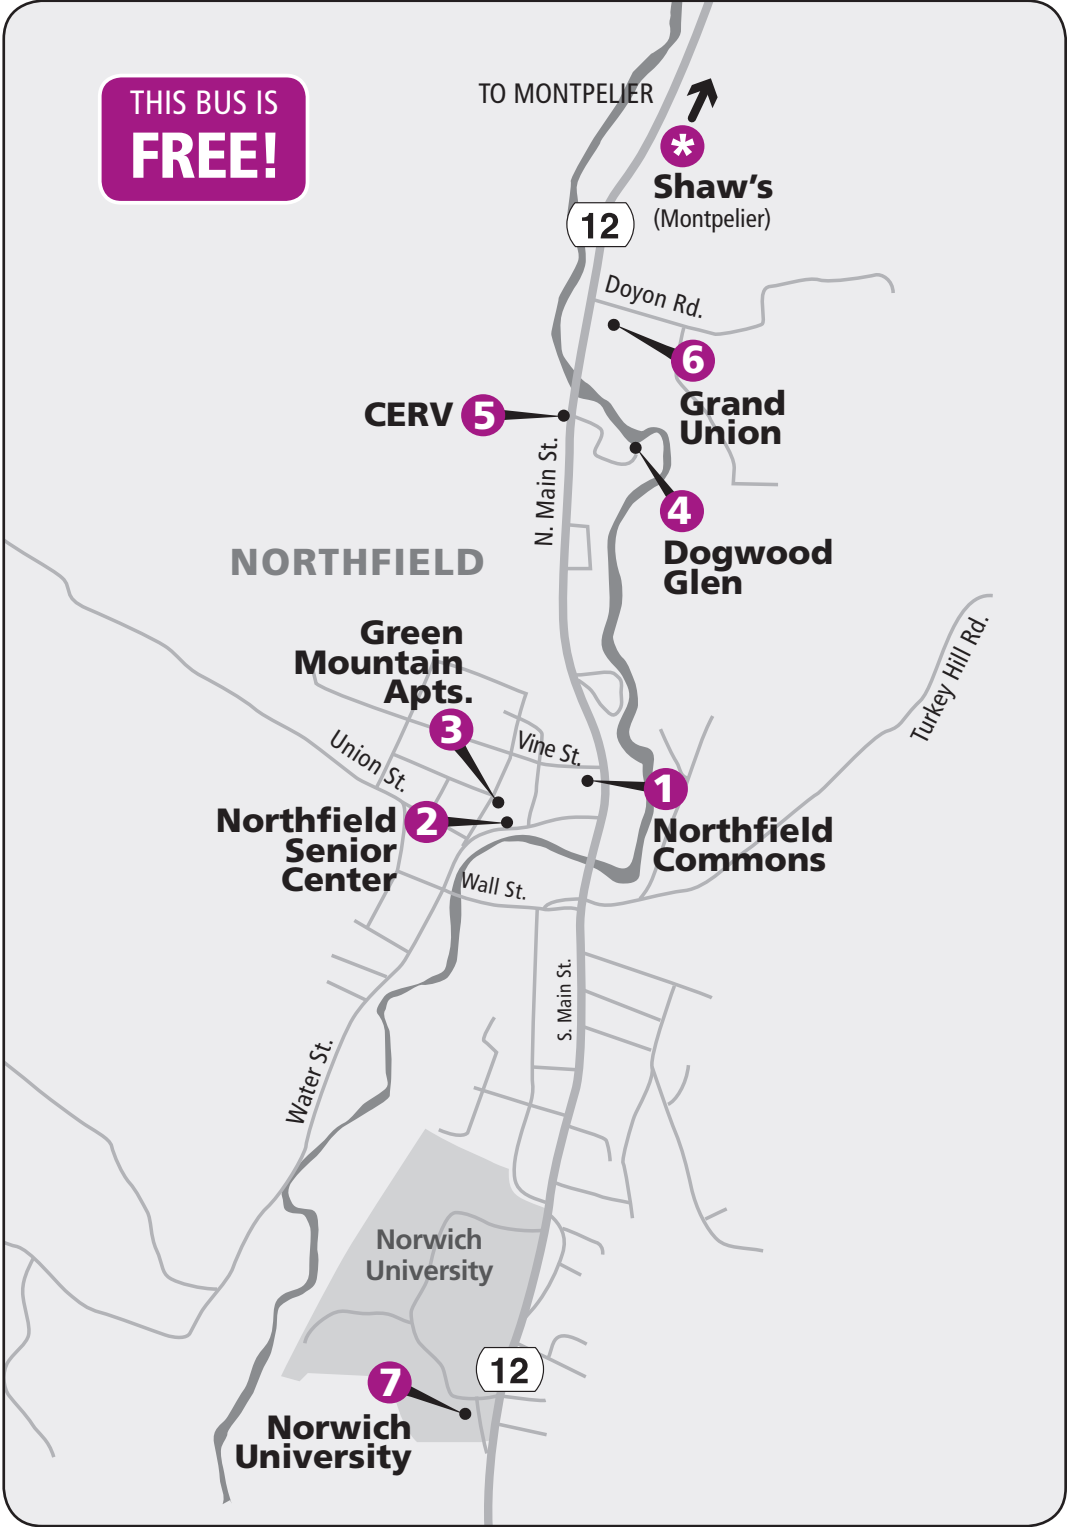 THIS BUS IS
FREE!
TO MONTPELIER
*
Shaw's
(Montpelier)
12
Doyon Rd.
6
Grand
Union
CERV 5
N. Main St.
4
Dogwood
Glen
NORTHFIELD
Turkey Hill Rd.
Green
Mountain
Apts.
3
Union St.
Vine St.
1
Northfield
Commons
Northfield 2
Senior
Center
Wall St.
S. Main St.
Water St.
Norwich
University
12
7
Norwich
University